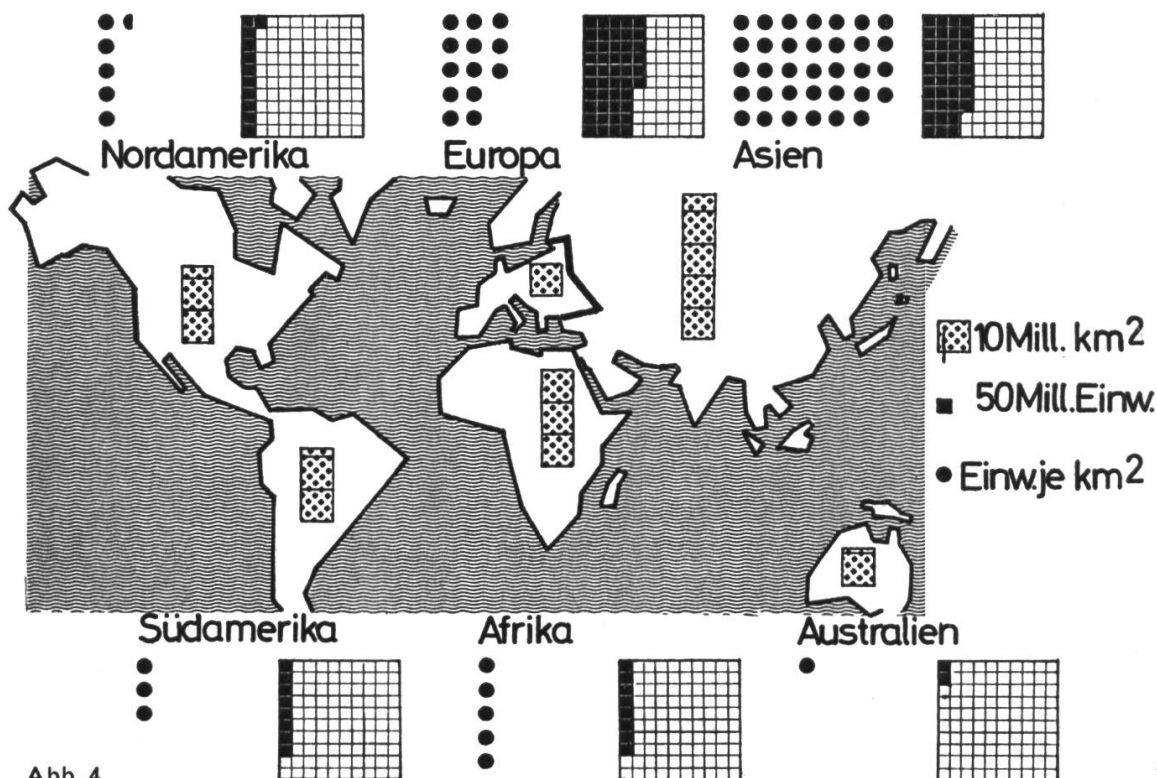 Nordamerika
Europa
Asien
10Mill. km²
50Mill.Einw.
Einw.je km²
Südamerika
Afrika
Australien
Abb. 4